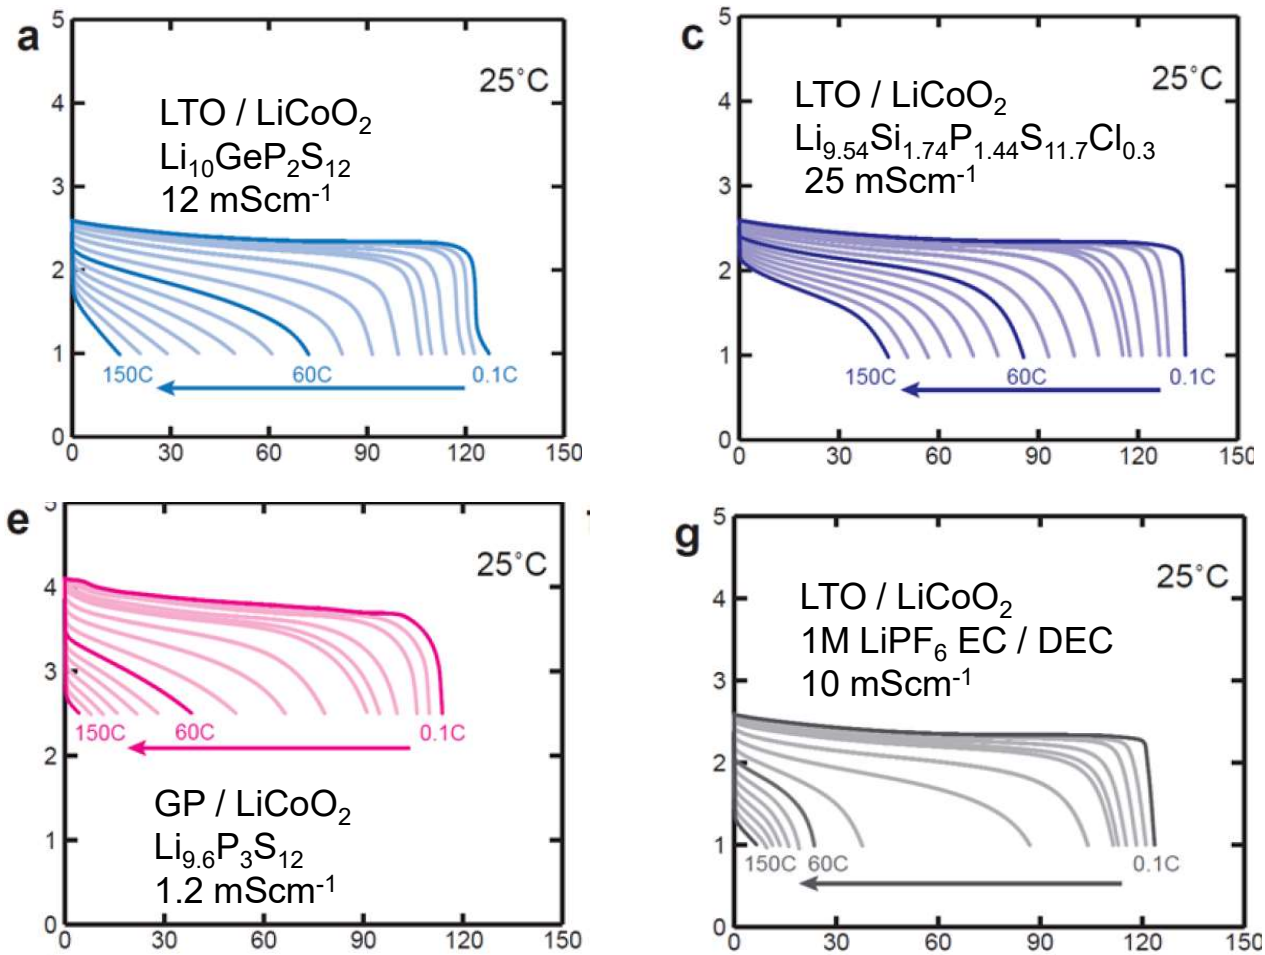 a
25°C
LTO / LiCoO2
Li10GeP2S12
12 mScm-1
5
4
3
2
1
0
150C
60C
0.1C
0 30 60 90 120 150
c
25°C
LTO / LiCoO2
Li9.54Si1.74P1.44S11.7Cl0.3
25 mScm-1
5
4
3
2
1
0
150C
60C
0.1C
0 30 60 90 120 150
e
25°C
5
4
3
2
1
0
150C
60C
0.1C
GP / LiCoO2
Li9.6P3S12
1.2 mScm-1
0 30 60 90 120 150
g
25°C
LTO / LiCoO2
1M LiPF6 EC / DEC
10 mScm-1
5
4
3
2
1
0
150C
60C
0.1C
0 30 60 90 120 150